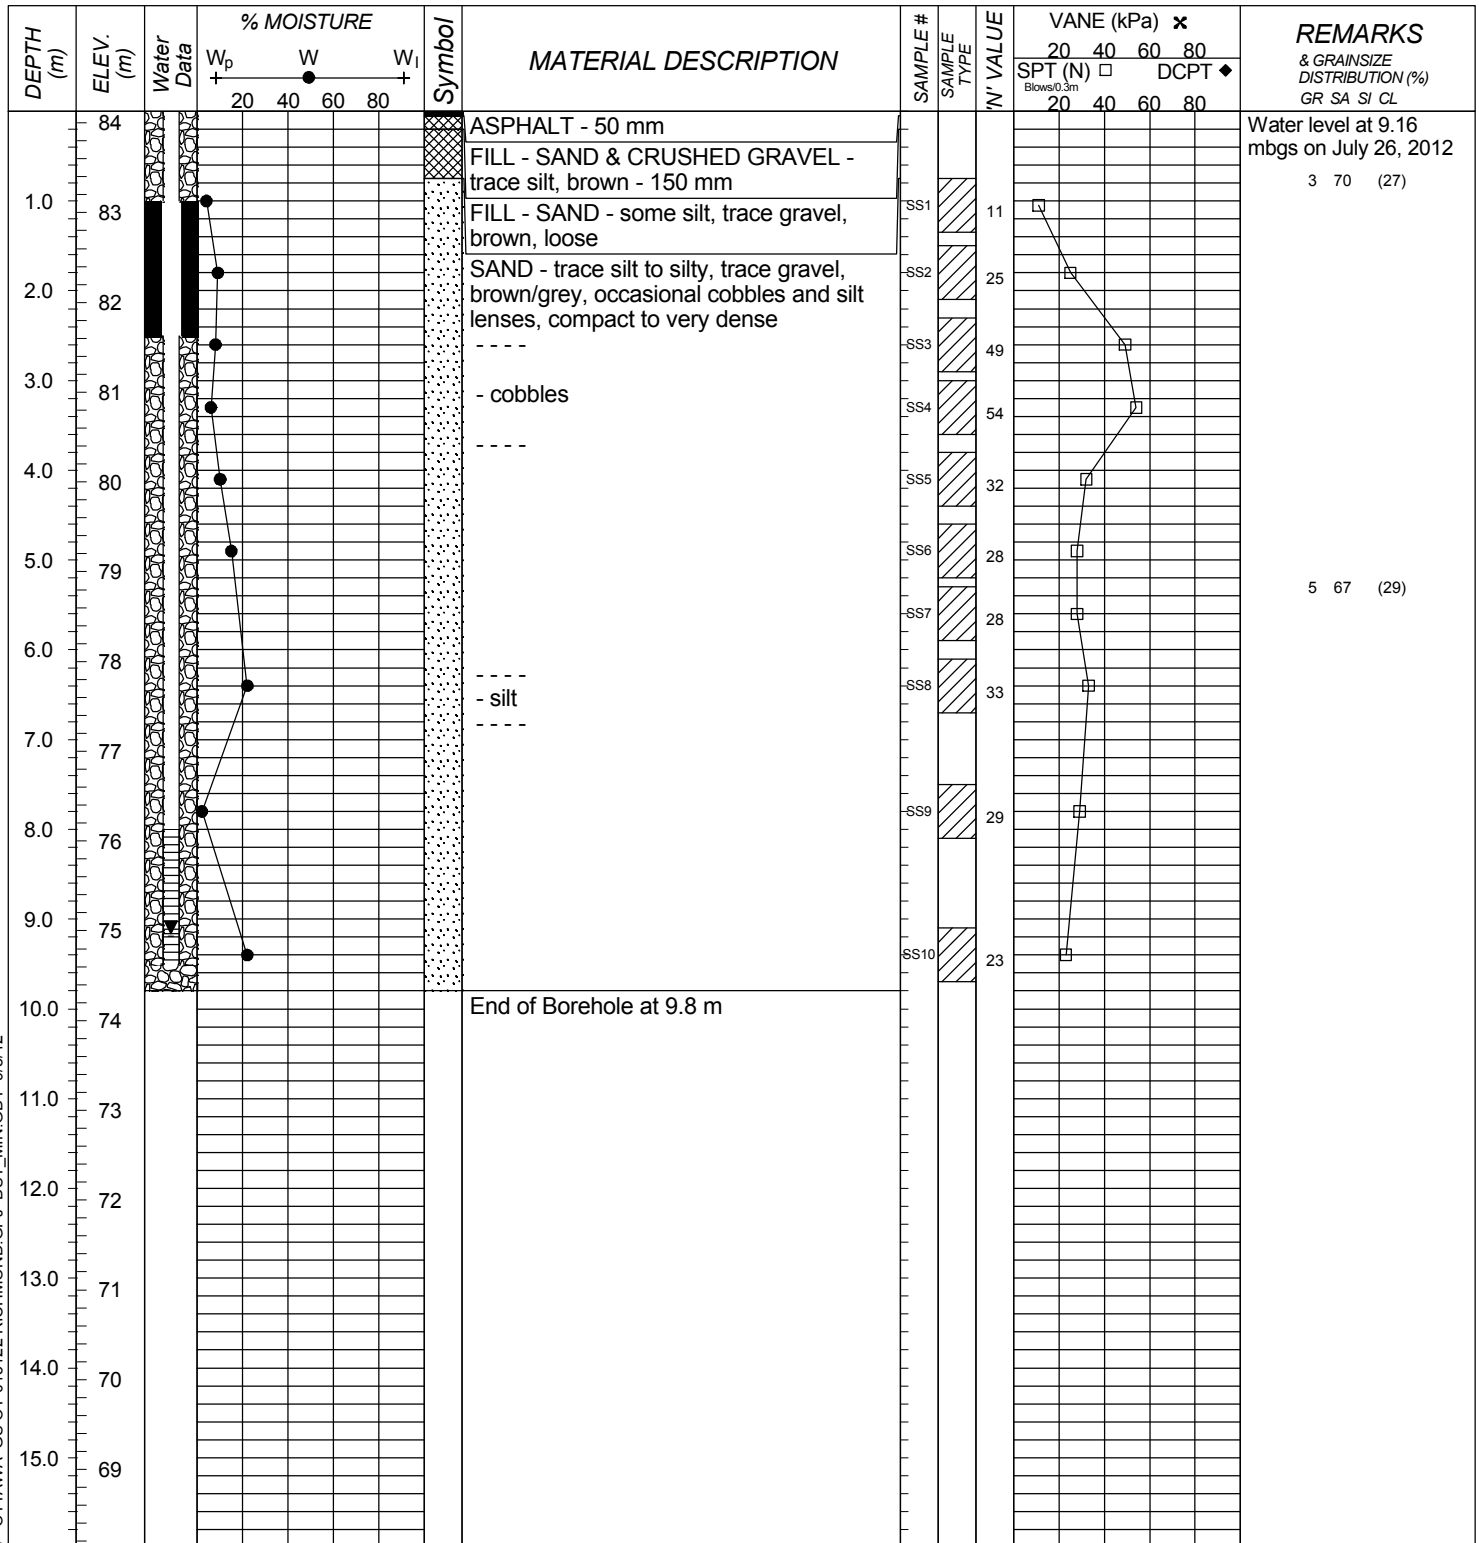 DEPTH (m)
ELEV. (m)
Water Data
% MOISTURE
Wp W Wl
20 40 60 80
Symbol
MATERIAL DESCRIPTION
SAMPLE #
SAMPLE TYPE
'N' VALUE
VANE (kPa)
20 40 60 80
SPT (N) DCPT
Blows/0.3m
20 40 60 80
REMARKS
& GRAINSIZE
DISTRIBUTION (%)
GR SA SI CL
84
ASPHALT - 50 mm
FILL - SAND & CRUSHED GRAVEL -
trace silt, brown - 150 mm
FILL - SAND - some silt, trace gravel,
brown, loose
SAND - trace silt to silty, trace gravel,
brown/grey, occasional cobbles and silt
lenses, compact to very dense
- - - -
- cobbles
- - - -
- - - -
- silt
- - - -
End of Borehole at 9.8 m
Water level at 9.16
mbgs on July 26, 2012
3 70 (27)
5 67 (29)
1.0
2.0
3.0
4.0
5.0
6.0
7.0
8.0
9.0
10.0
11.0
12.0
13.0
14.0
15.0
83
82
81
80
79
78
77
76
75
74
73
72
71
70
69
SS1 11
SS2 25
SS3 49
SS4 54
SS5 32
SS6 28
SS7 28
SS8 33
SS9 29
SS10 23